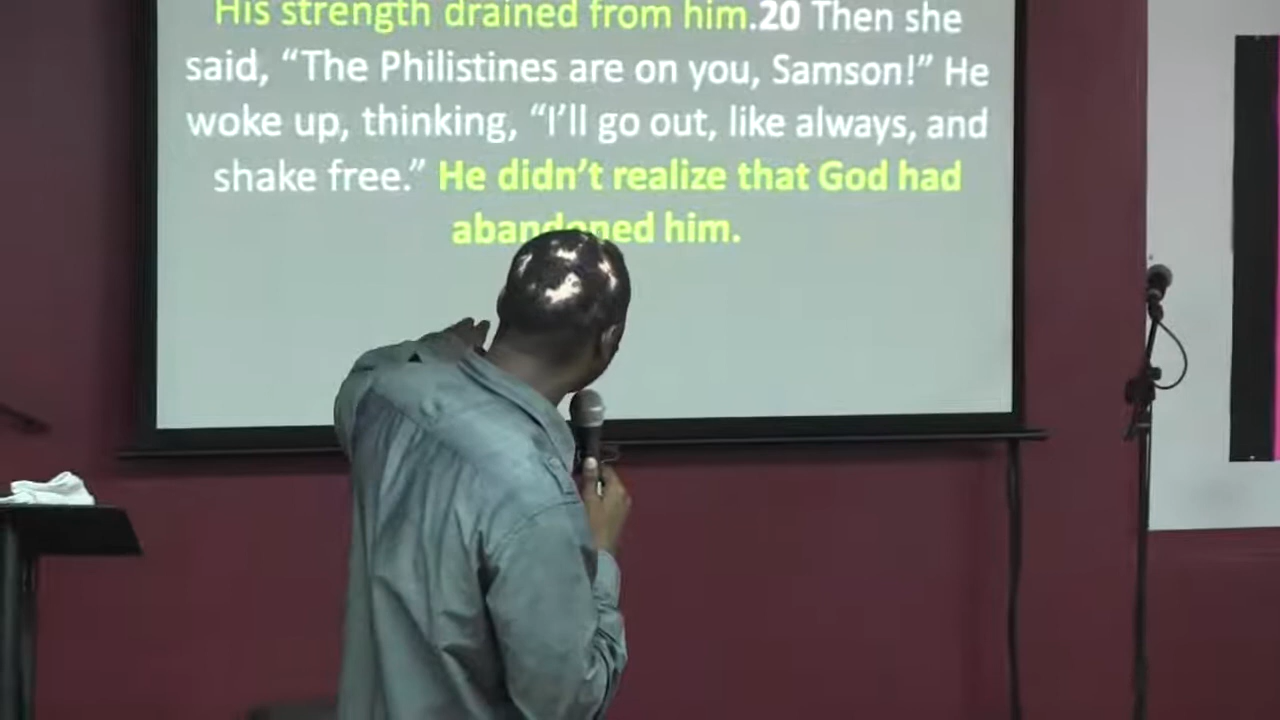 His strength drained from him.20 Then she
said, “The Philistines are on you, Samson!” He
woke up, thinking, “I’ll go out, like always, and
shake free.” He didn’t realize that God had
abandoned him.